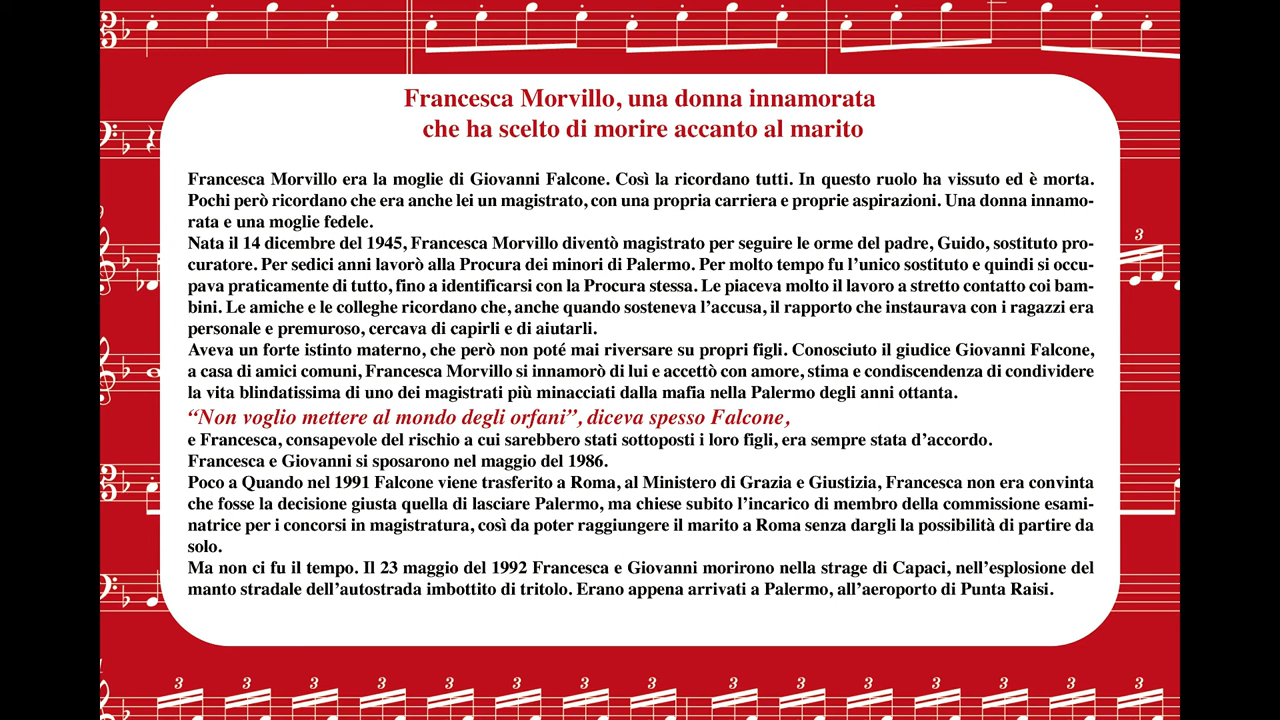 Francesca Morvillo, una donna innamorata
che ha scelto di morire accanto al marito
Francesca Morvillo era la moglie di Giovanni Falcone. Così la ricordano tutti. In questo ruolo ha vissuto ed è morta.
Pochi però ricordano che era anche lei un magistrato, con una propria carriera e proprie aspirazioni. Una donna innamo-
rata e una moglie fedele.
Nata il 14 dicembre del 1945, Francesca Morvillo diventò magistrato per seguire le orme del padre, Guido, sostituto pro-
curatore. Per sedici anni lavorò alla Procura dei minori di Palermo. Per molto tempo fu l'unico sostituto e quindi si occu-
pava praticamente di tutto, fino a identificarsi con la Procura stessa. Le piaceva molto il lavoro a stretto contatto coi bam-
bini. Le amiche e le colleghe ricordano che, anche quando sosteneva l'accusa, il rapporto che instaurava con i ragazzi era
personale e premuroso, cercava di capirli e di aiutarli.
Aveva un forte istinto materno, che però non poté mai riversare su propri figli. Conosciuto il giudice Giovanni Falcone,
a casa di amici comuni, Francesca Morvillo si innamorò di lui e accettò con amore, stima e condiscendenza di condividere
la vita blindatissima di uno dei magistrati più minacciati dalla mafia nella Palermo degli anni ottanta.
“Non voglio mettere al mondo degli orfani”, diceva spesso Falcone,
e Francesca, consapevole del rischio a cui sarebbero stati sottoposti i loro figli, era sempre stata d'accordo.
Francesca e Giovanni si sposarono nel maggio del 1986.
Poco a Quando nel 1991 Falcone viene trasferito a Roma, al Ministero di Grazia e Giustizia, Francesca non era convinta
che fosse la decisione giusta quella di lasciare Palermo, ma chiese subito l'incarico di membro della commissione esami-
natrice per i concorsi in magistratura, così da poter raggiungere il marito a Roma senza dargli la possibilità di partire da
solo.
Ma non ci fu il tempo. Il 23 maggio del 1992 Francesca e Giovanni morirono nella strage di Capaci, nell'esplosione del
manto stradale dell'autostrada imbottito di tritolo. Erano appena arrivati a Palermo, all'aeroporto di Punta Raisi.
3
3 3 3 3 3 3 3 3 3 3 3 3 3